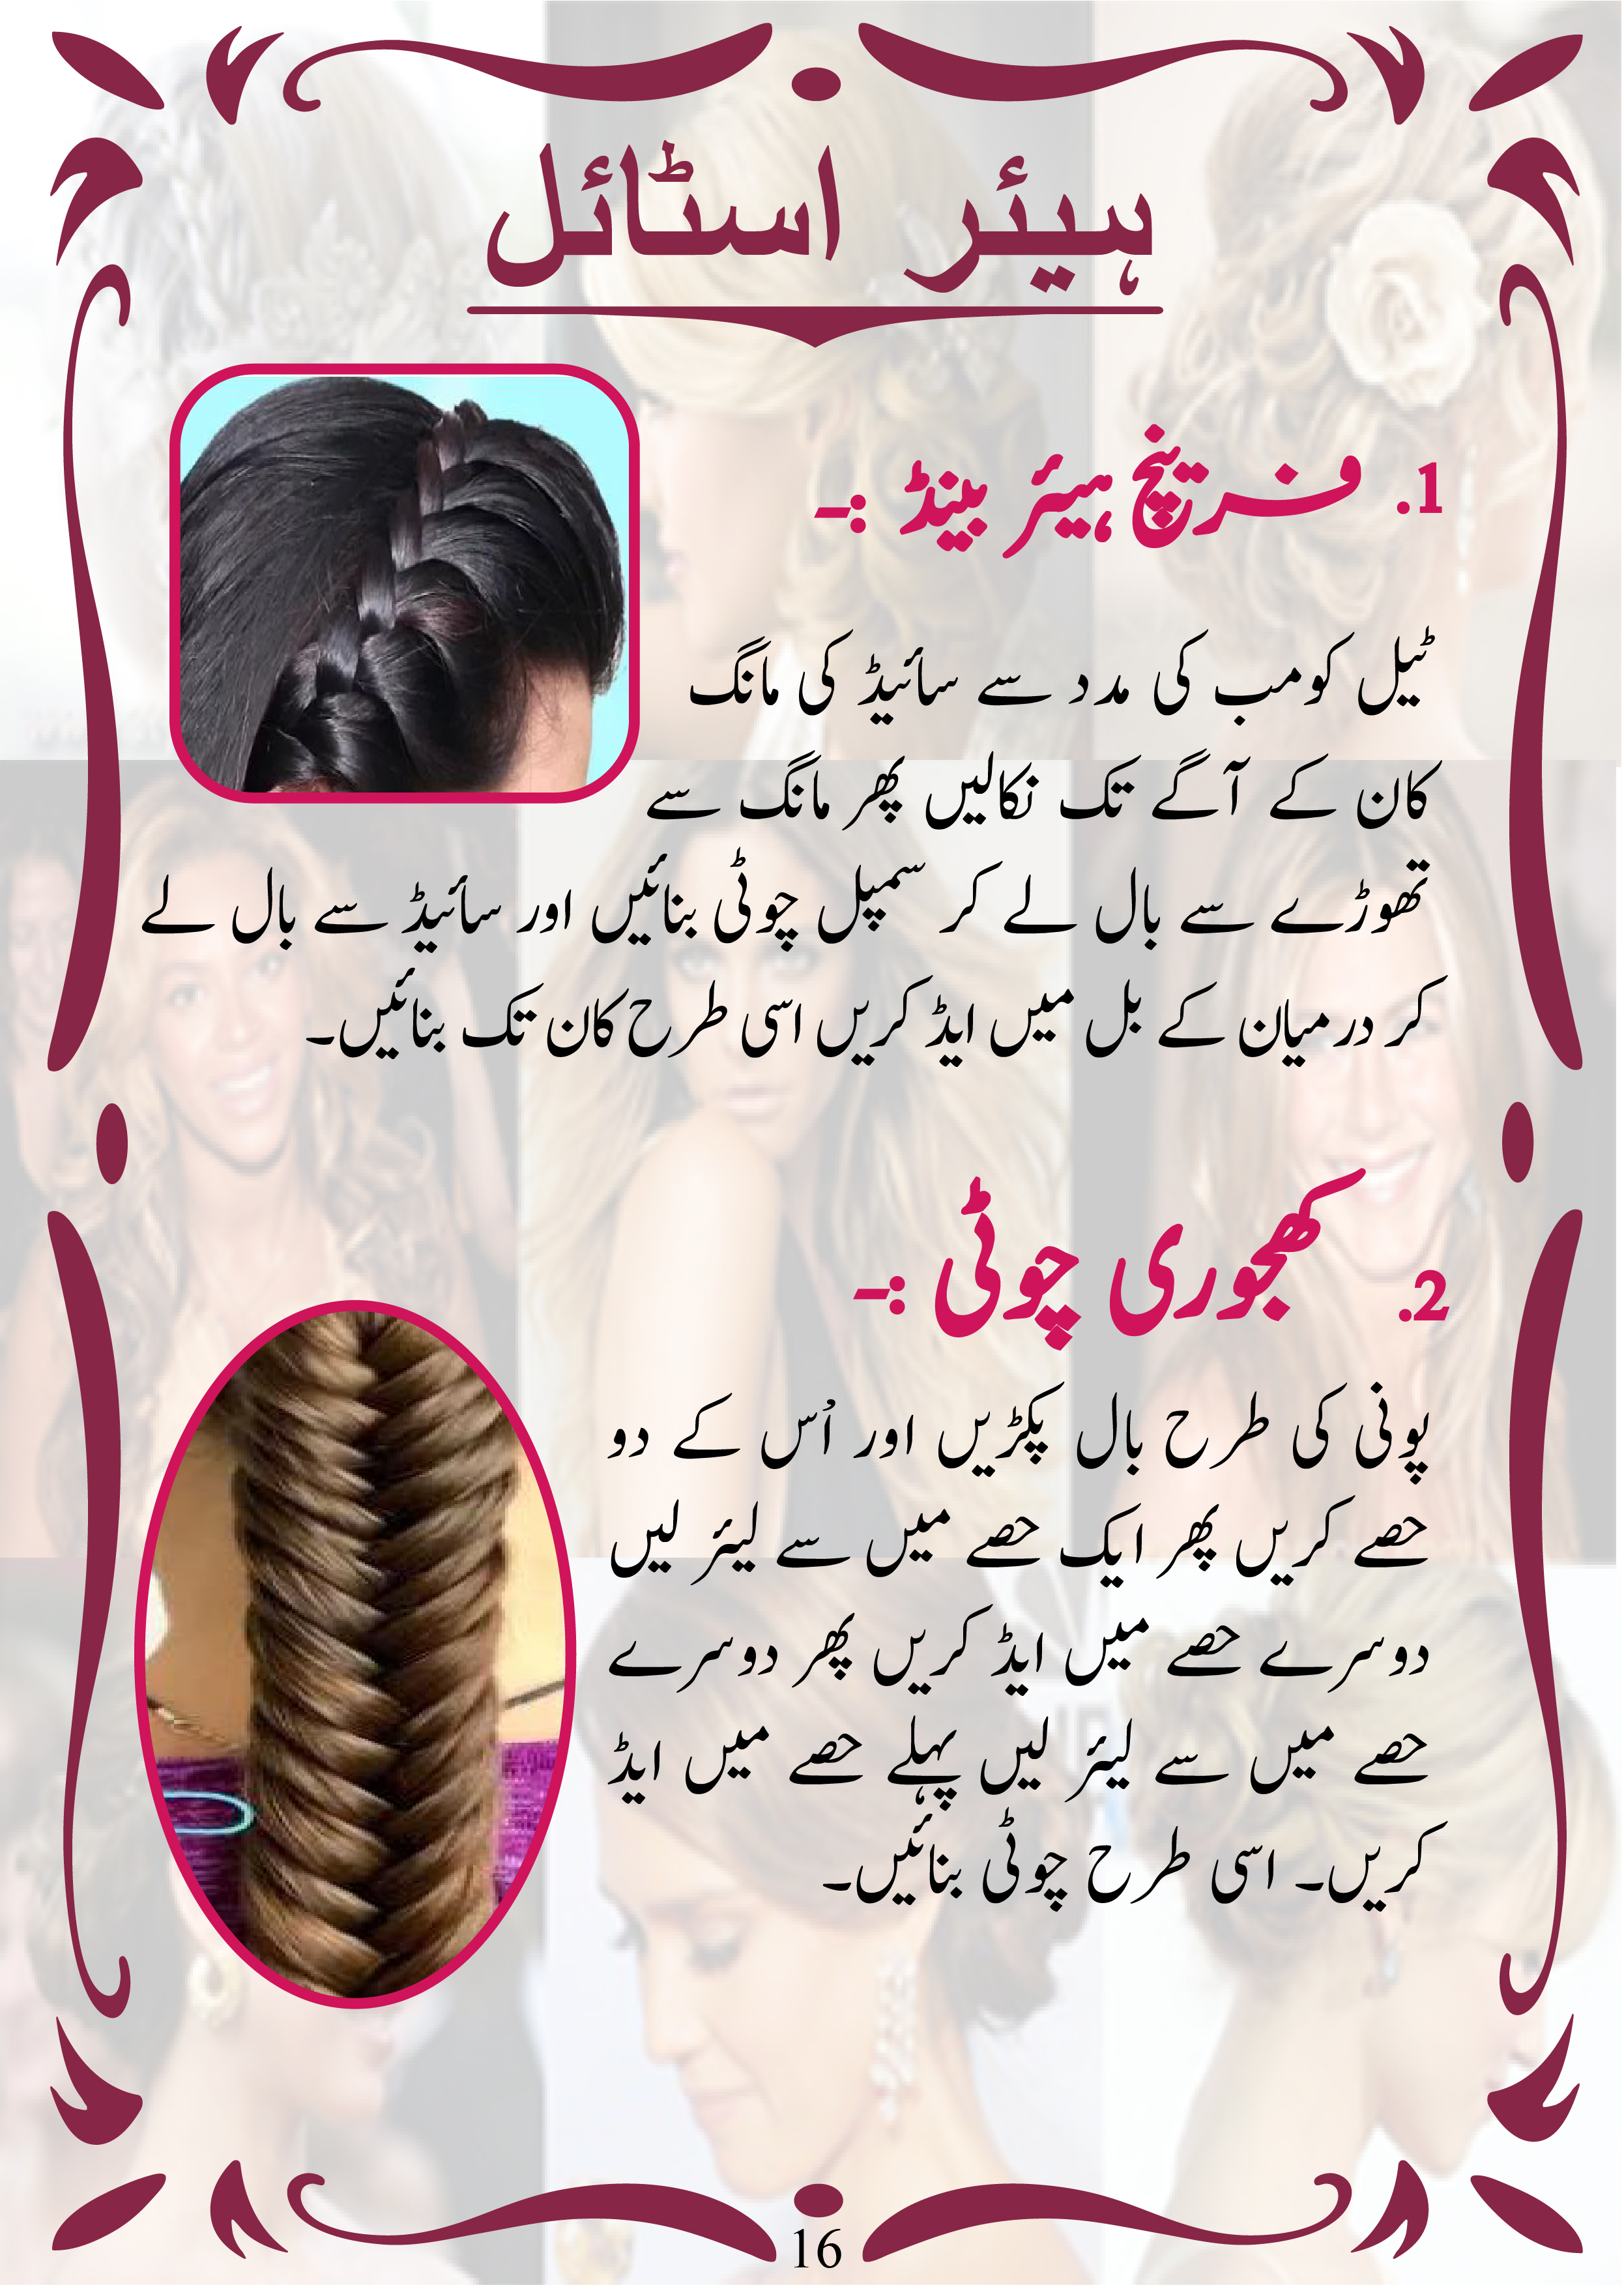 ہیئر اسٹائل
1. فرینچ ہیئر بینڈ :-
ٹیل کومب کی مدد سے سائیڈ کی مانگ
کان کے آگے تک نکالیں پھر مانگ سے
تھوڑے سے بال لے کر سمپل چوٹی بنائیں اور سائیڈ سے بال لے
کر درمیان کے بل میں ایڈ کریں اسی طرح کان تک بنائیں۔
2. کھجوری چوٹی :-
پونی کی طرح بال پکڑیں اور اُس کے دو
حصے کریں پھر ایک حصے میں سے لیئر لیں
دوسرے حصے میں ایڈ کریں پھر دوسرے
حصے میں سے لیئر لیں پہلے حصے میں ایڈ
کریں۔ اسی طرح چوٹی بنائیں۔
16